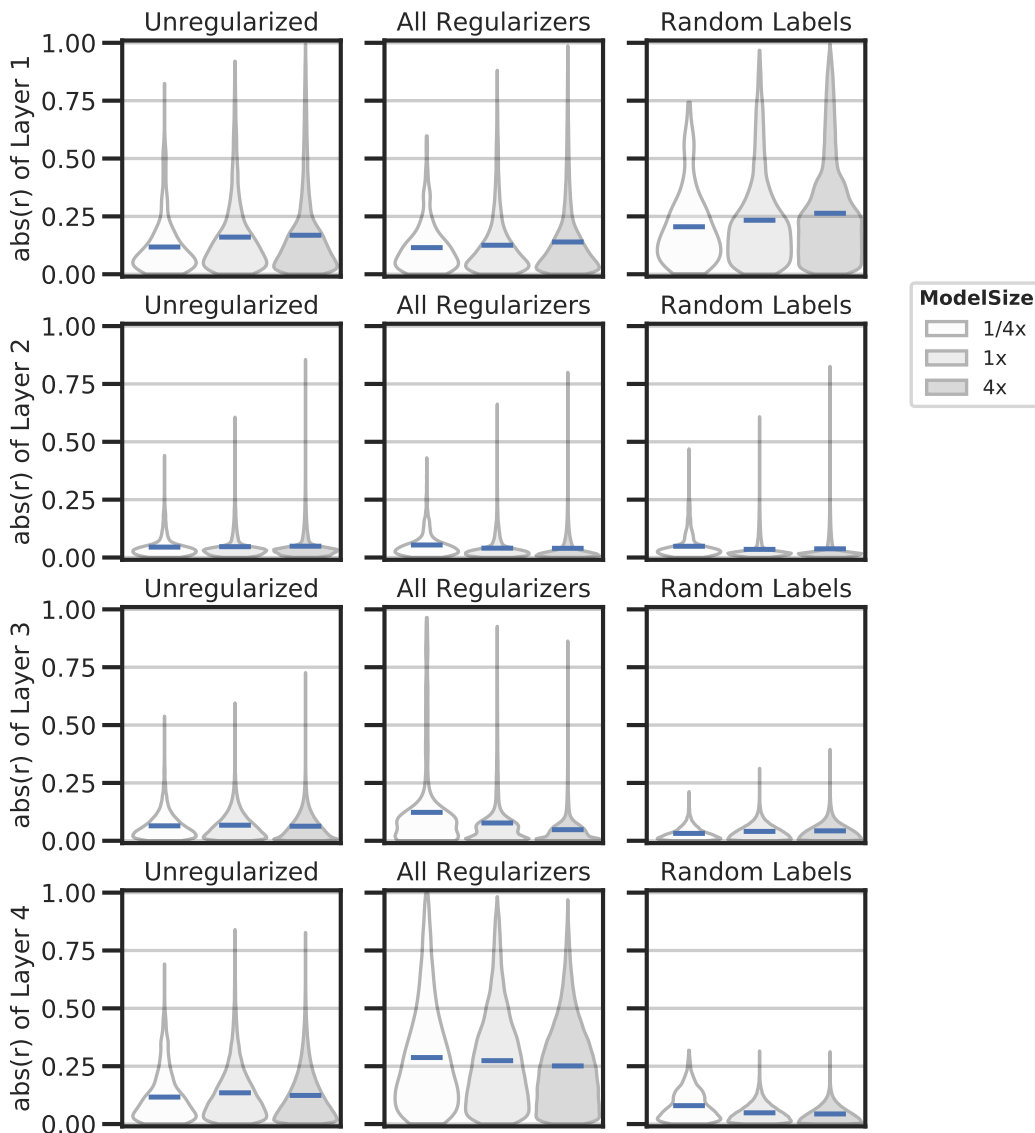 Unregularized All Regularizers Random Labels
abs(r) of Layer 1
1.00
0.75
0.50
0.25
0.00
Unregularized All Regularizers Random Labels
abs(r) of Layer 2
1.00
0.75
0.50
0.25
0.00
ModelSize
1/4x
1x
4x
Unregularized All Regularizers Random Labels
abs(r) of Layer 3
1.00
0.75
0.50
0.25
0.00
Unregularized All Regularizers Random Labels
abs(r) of Layer 4
1.00
0.75
0.50
0.25
0.00